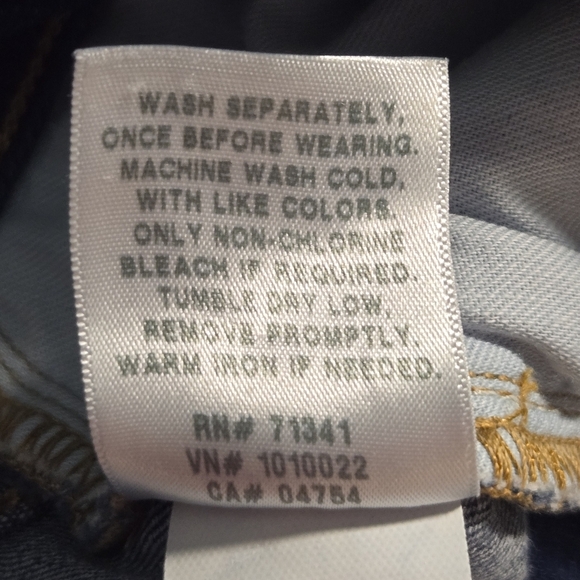 WASH SEPARATELY,
ONCE BEFORE WEARING.
MACHINE WASH COLD,
WITH LIKE COLORS.
ONLY NON-CHLORINE
BLEACH IF REQUIRED.
TUMBLE DRY LOW,
REMOVE PROMPTLY.
WARM IRON IF NEEDED.
RN# 71341
VN# 1010022
CA# 04754